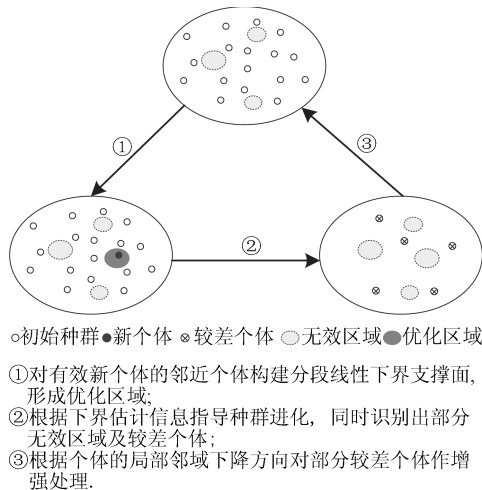 ①
③
②
初始种群 新个体 较差个体 无效区域 优化区域
①对有效新个体的邻近个体构建分段线性下界支撑面,
形成优化区域;
②根据下界估计信息指导种群进化, 同时识别出部分
无效区域及较差个体;
③根据个体的局部邻域下降方向对部分较差个体作增
强处理.